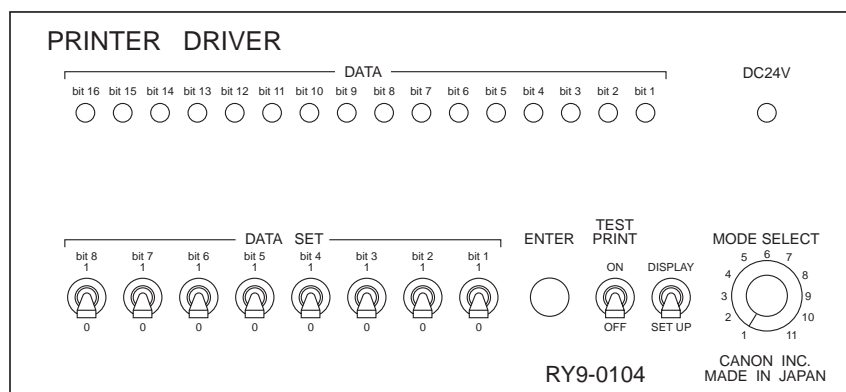 PRINTER DRIVER
DATA
DC24V
bit 16 bit 15 bit 14 bit 13 bit 12 bit 11 bit 10 bit 9 bit 8 bit 7 bit 6 bit 5 bit 4 bit 3 bit 2 bit 1
DATA SET
ENTER
TEST
PRINT
MODE SELECT
bit 8 bit 7 bit 6 bit 5 bit 4 bit 3 bit 2 bit 1
1 1 1 1 1 1 1 1
0 0 0 0 0 0 0 0
ON
OFF
DISPLAY
SET UP
1 2 3 4 5 6 7 8 9 10 11
RY9-0104
CANON INC.
MADE IN JAPAN